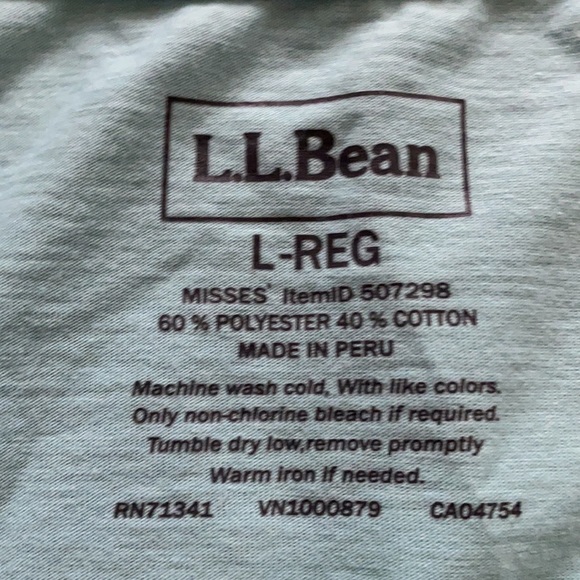 L.L.Bean
L-REG
MISSES' ItemID 507298
60 % POLYESTER 40 % COTTON
MADE IN PERU
Machine wash cold, With like colors.
Only non-chlorine bleach if required.
Tumble dry low,remove promptly
Warm iron if needed.
RN71341 VN1000879 CA04754